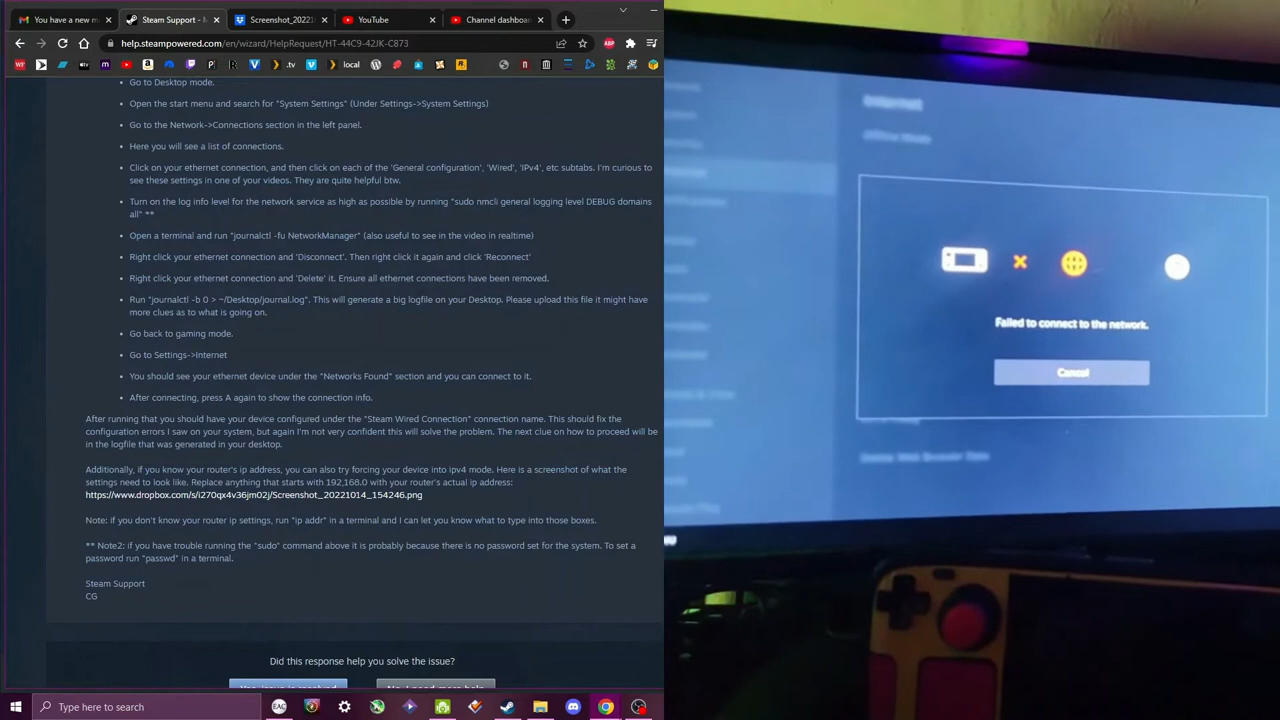 You have a new m
Steam Support - M
Screenshot_20221
YouTube
Channel dashboa
help.steampowered.com/en/wizard/HelpRequest/HT-44C9-42JK-C873
.tv
local
Go to Desktop mode.
Open the start menu and search for "System Settings" (Under Settings->System Settings)
Go to the Network->Connections section in the left panel.
Here you will see a list of connections.
Click on your ethernet connection, and then click on each of the 'General configuration', 'Wired', 'IPv4', etc subtabs. I'm curious to
see these settings in one of your videos. They are quite helpful btw.
Turn on the log info level for the network service as high as possible by running "sudo nmcli general logging level DEBUG domains
all" **
Open a terminal and run "journalctl -fu NetworkManager" (also useful to see in the video in realtime)
Right click your ethernet connection and 'Disconnect'. Then right click it again and click 'Reconnect'
Right click your ethernet connection and 'Delete' it. Ensure all ethernet connections have been removed.
Run "journalctl -b 0 > ~/Desktop/journal.log". This will generate a big logfile on your Desktop. Please upload this file it might have
more clues as to what is going on.
Go back to gaming mode.
Go to Settings->Internet
You should see your ethernet device under the "Networks Found" section and you can connect to it.
After connecting, press A again to show the connection info.
After running that you should have your device configured under the "Steam Wired Connection" connection name. This should fix the
configuration errors I saw on your system, but again I'm not very confident this will solve the problem. The next clue on how to proceed will be
in the logfile that was generated in your desktop.
Additionally, if you know your router's ip address, you can also try forcing your device into ipv4 mode. Here is a screenshot of what the
settings need to look like. Replace anything that starts with 192,168.0 with your router's actual ip address:
https://www.dropbox.com/s/i270qx4v36jm02j/Screenshot_20221014_154246.png
Note: if you don't know your router ip settings, run "ip addr" in a terminal and I can let you know what to type into those boxes.
** Note2: if you have trouble running the "sudo" command above it is probably because there is no password set for the system. To set a
password run "passwd" in a terminal.
Steam Support
CG
Did this response help you solve the issue?
Yes, issue is resolved
No, I need more help
Type here to search
Internet
Offline Mode
Failed to connect to the network.
Cancel
Delete Web Browser Data